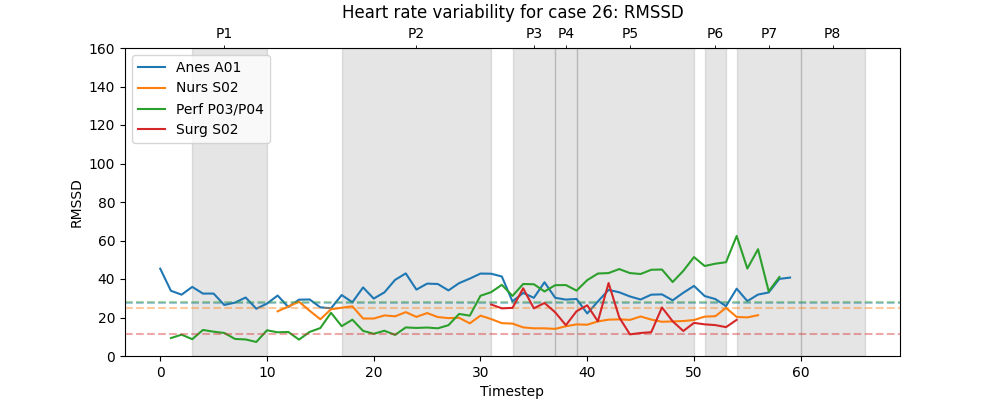 Heart rate variability for case 26: RMSSD
P1 P2 P3 P4 P5 P6 P7 P8
160
140
120
100
80
60
40
20
0
RMSSD
Anes A01
Nurs S02
Perf P03/P04
Surg S02
0 10 20 30 40 50 60
Timestep